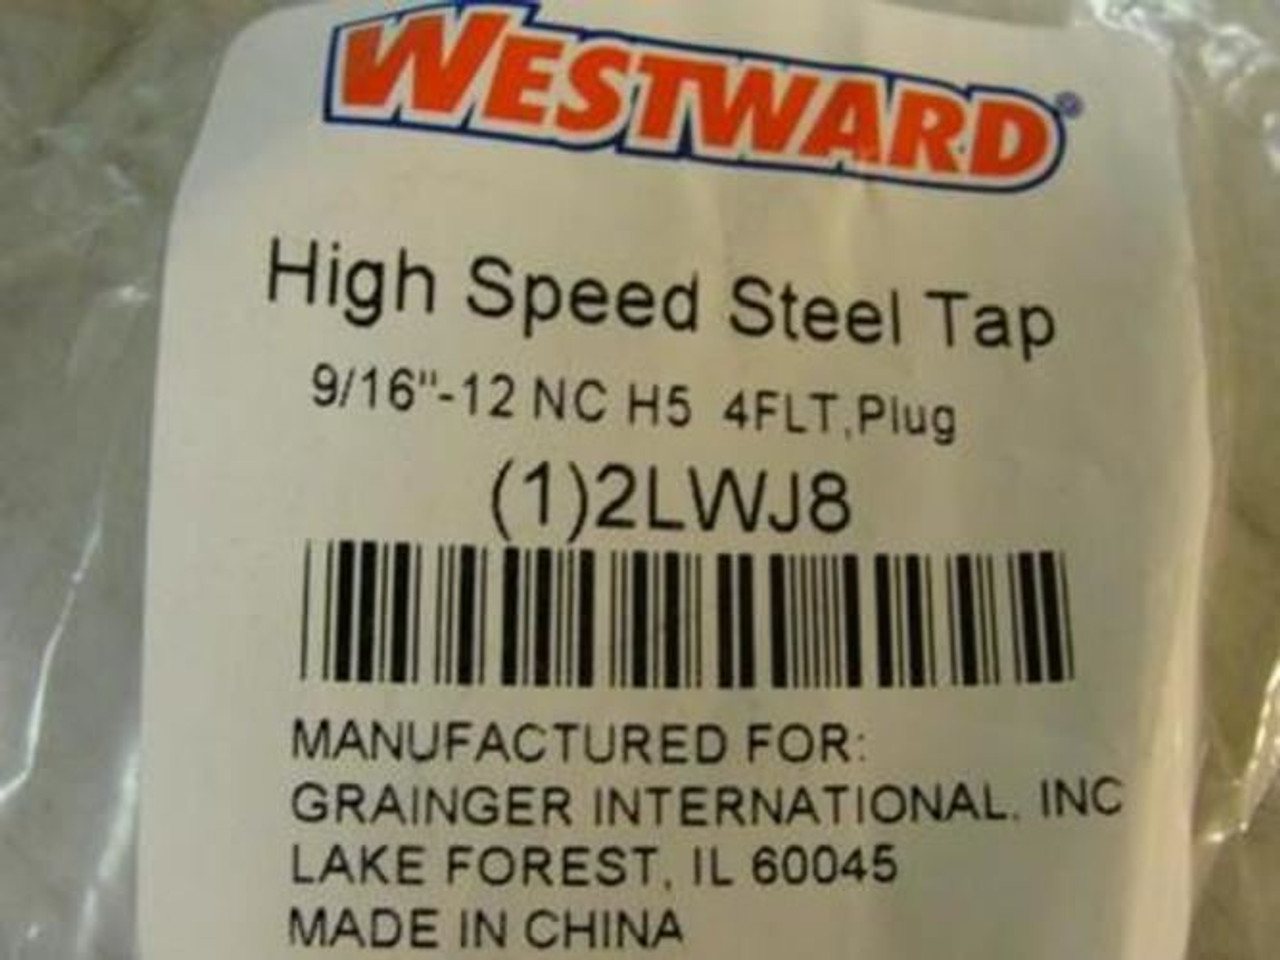 WESTWARD®
High Speed Steel Tap
9/16"-12 NC H5 4FLT,Plug
(1)2LWJ8
MANUFACTURED FOR:
GRAINGER INTERNATIONAL. INC
LAKE FOREST, IL 60045
MADE IN CHINA